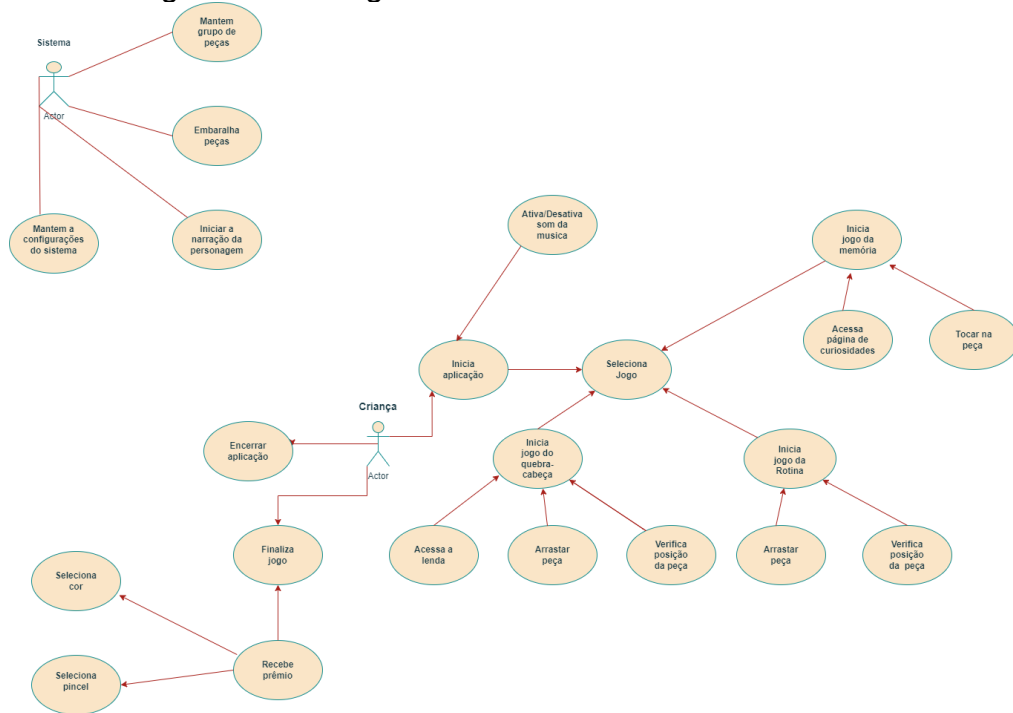 Mantem
grupo de
peças
Sistema
Actor
Embaralha
peças
Mantem a
configurações
do sistema
Iniciar a
narração da
personagem
Ativa/Desativa
som da
musica
Inicia
jogo da
memória
Acessa
página de
curiosidades
Tocar na
peça
Inicia
aplicação
Seleciona
Jogo
Criança
Actor
Encerrar
aplicação
Inicia
jogo do
quebra-
cabeça
Inicia
jogo da
Rotina
Acessa a
lenda
Arrastar
peça
Verifica
posição
da peça
Arrastar
peça
Verifica
posição
da peça
Finaliza
jogo
Seleciona
cor
Recebe
prêmio
Seleciona
pincel